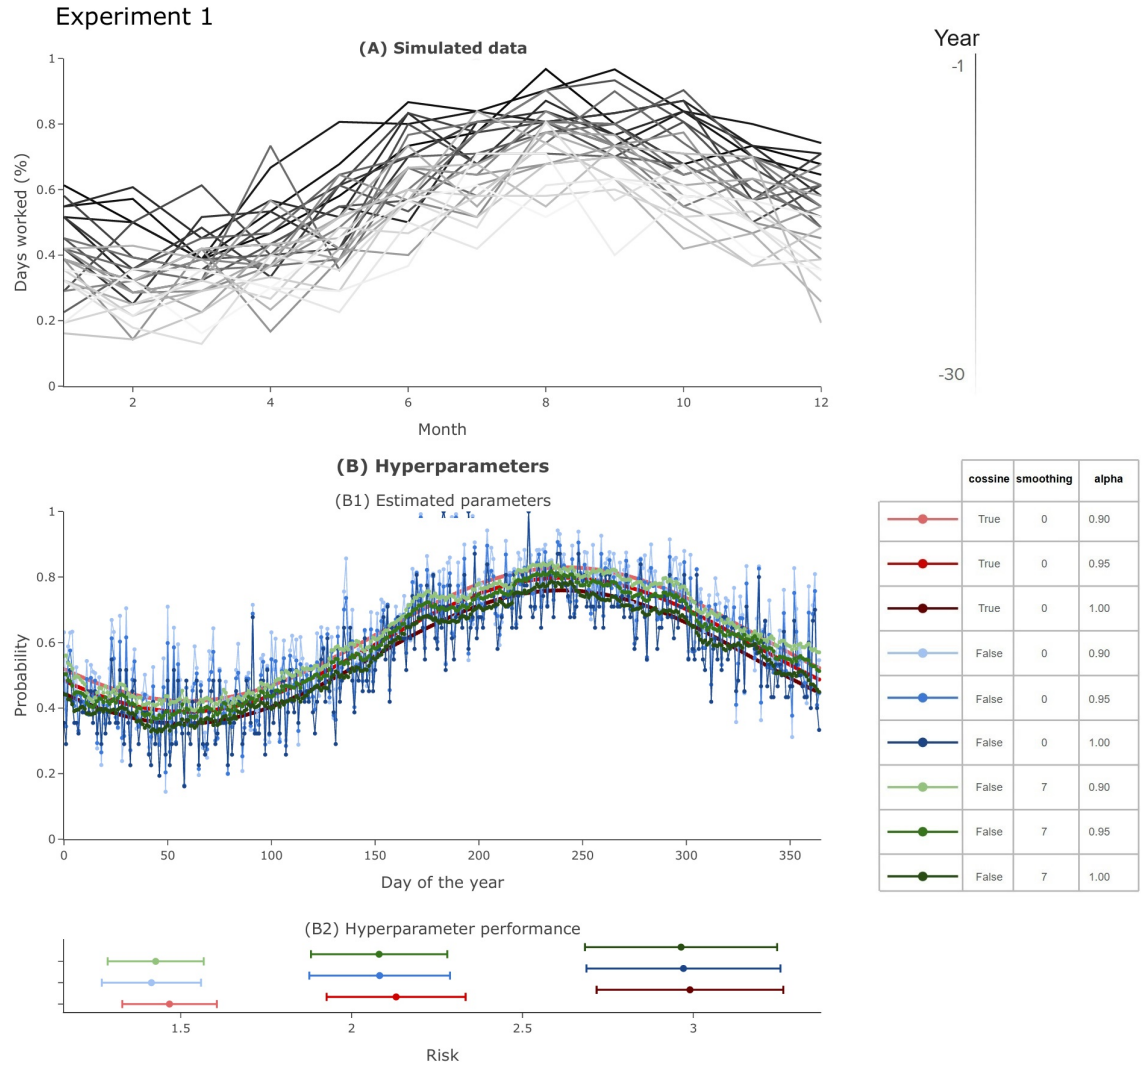 Experiment 1
(A) Simulated data
Year
-1
-30
1
0.8
0.6
0.4
0.2
0
Days worked (%)
2 4 6 8 10 12
Month
(B) Hyperparameters
(B1) Estimated parameters
1
0.8
0.6
0.4
0.2
0
Probability
0 50 100 150 200 250 300 350
Day of the year
cossine smoothing alpha
True 0 0.90
True 0 0.95
True 0 1.00
False 0 0.90
False 0 0.95
False 0 1.00
False 7 0.90
False 7 0.95
False 7 1.00
(B2) Hyperparameter performance
1.5 2 2.5 3
Risk